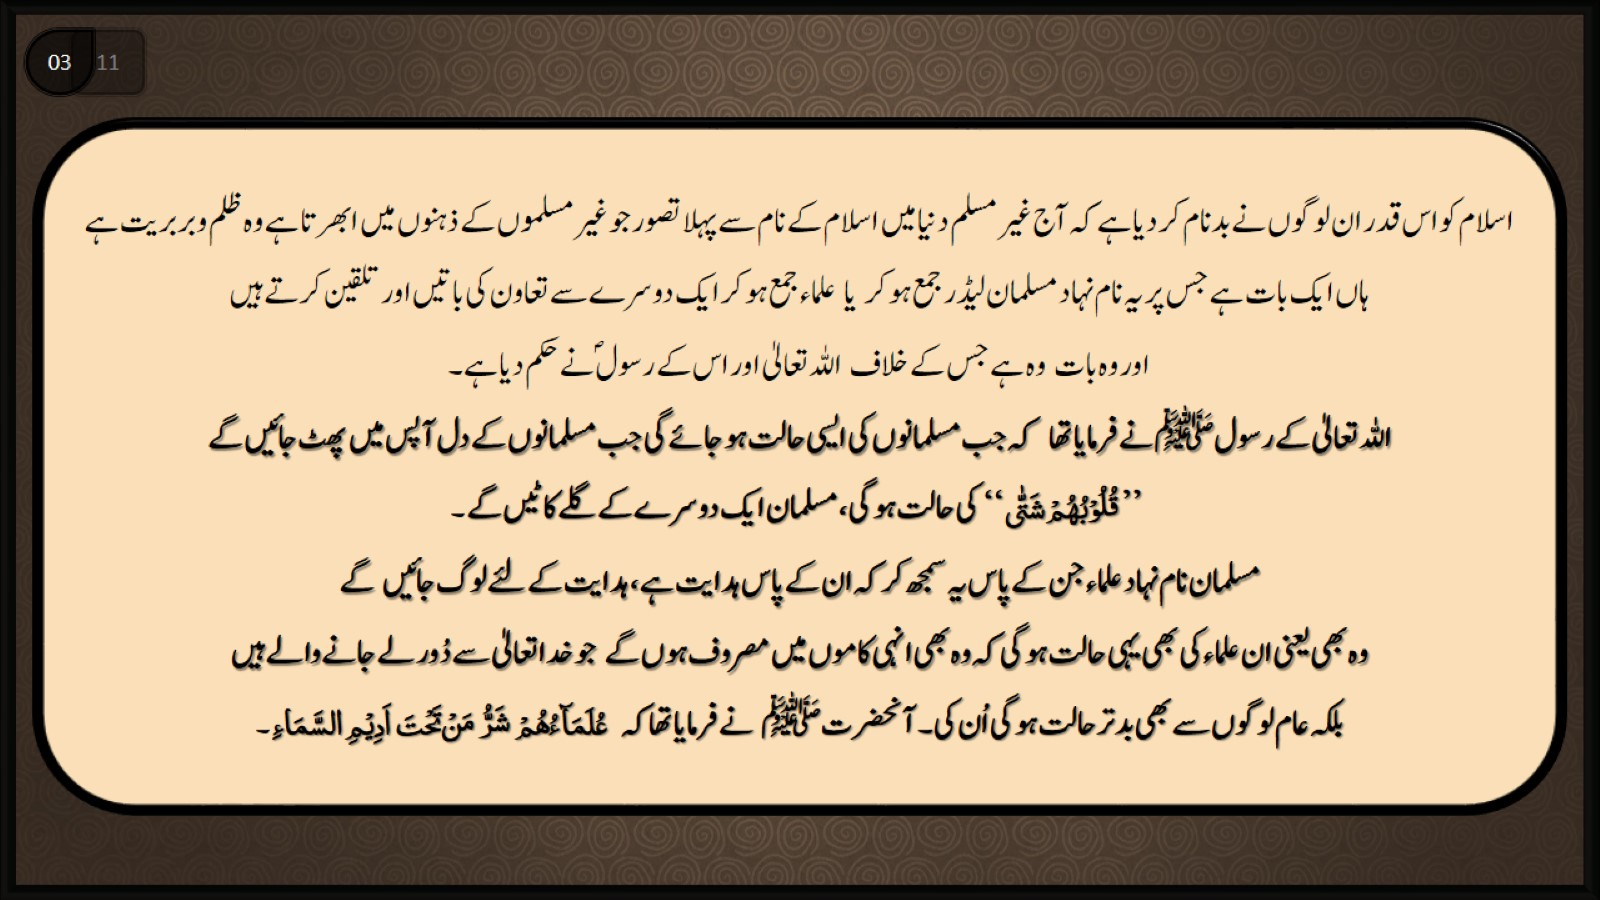 03 11
اسلام کو اس قدر ان لوگوں نے بدنام کر دیا ہے کہ آج غیر مسلم دنیا میں اسلام کے نام سے پہلا تصور جو غیر مسلموں کے ذہنوں میں ابھرتا ہے وہ ظلم و بربریت ہے
ہاں ایک بات ہے جس پر یہ نام نہاد مسلمان لیڈر جمع ہو کر یا علماء جمع ہو کر ایک دوسرے سے تعاون کی باتیں اور تلقین کرتے ہیں
اور وہ بات وہ ہے جس کے خلاف اللہ تعالیٰ اور اس کے رسولؐ نے حکم دیا ہے۔
اللہ تعالیٰ کے رسول ﷺ نے فرمایا تھا کہ جب مسلمانوں کی ایسی حالت ہو جائے گی جب مسلمانوں کے دل آپس میں پھٹ جائیں گے
’’قُلُوْبُهُمْ شَتّٰى‘‘ کی حالت ہو گی، مسلمان ایک دوسرے کے گلے کاٹیں گے۔
مسلمان نام نہاد علماء جن کے پاس یہ سمجھ کر کہ ان کے پاس ہدایت ہے، ہدایت کے لئے لوگ جائیں گے
وہ بھی یعنی ان علماء کی بھی یہی حالت ہو گی کہ وہ بھی انہی کاموں میں مصروف ہوں گے جو خدا تعالیٰ سے دُور لے جانے والے ہیں
بلکہ عام لوگوں سے بھی بدتر حالت ہو گی اُن کی۔ آنحضرت ﷺ نے فرمایا تھا کہ عُلَمَآءُهُمْ شَرُّ مَنْ تَحْتَ اَدِيْمِ السَّمَاءِ۔